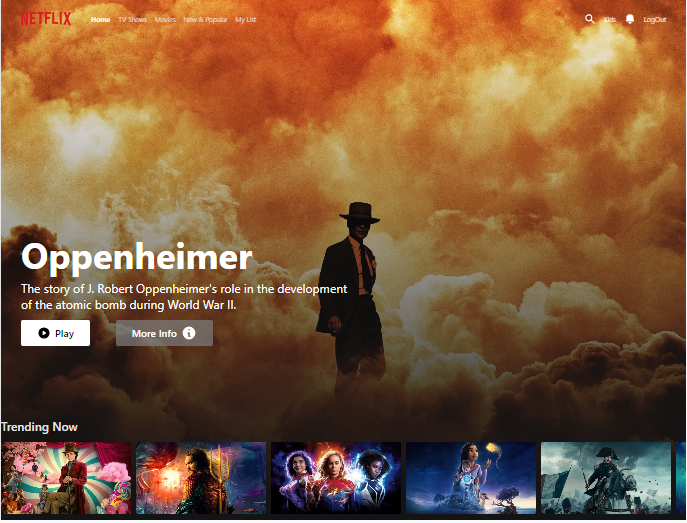 NETFLIX Home TV Shows Movies New & Popular My List Kids LogOut
Oppenheimer
The story of J. Robert Oppenheimer's role in the development
of the atomic bomb during World War II.
Play More Info
Trending Now